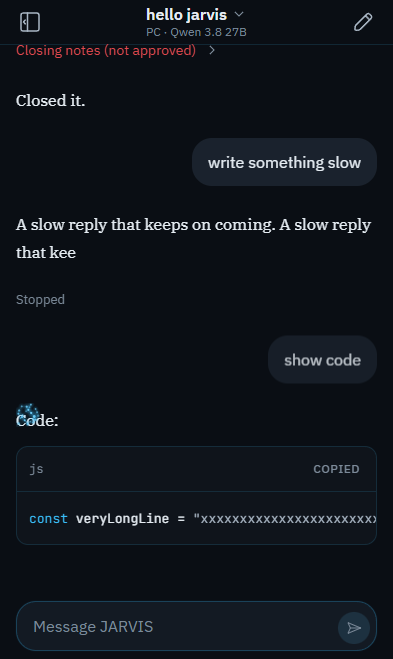 hello jarvis
PC · Qwen 3.8 27B
Closing notes (not approved)
Closed it.
write something slow
A slow reply that keeps on coming. A slow reply
that kee
Stopped
show code
Code:
js
COPIED
const veryLongLine = "xxxxxxxxxxxxxxxxxxxxxxx
Message JARVIS